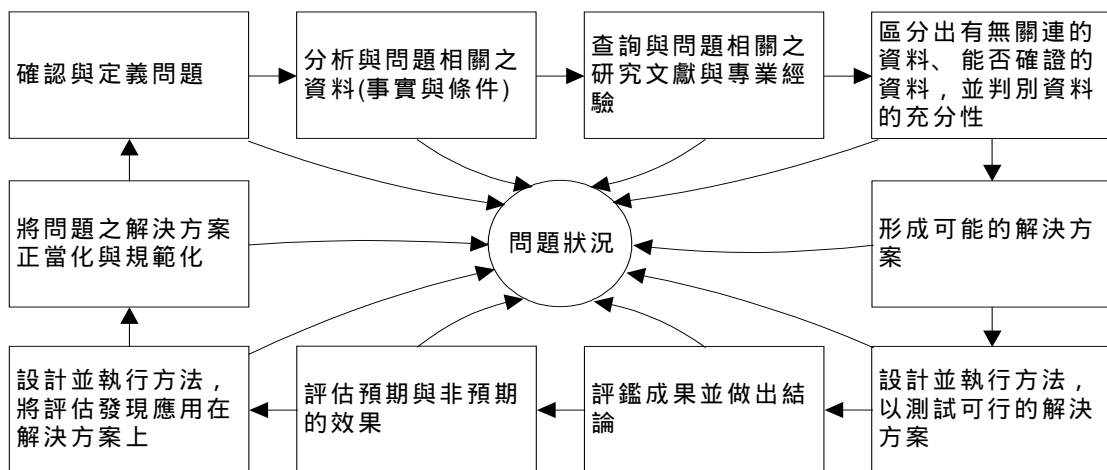 確認與定義問題
分析與問題相關之
資料(事實與條件)
查詢與問題相關之
研究文獻與專業經
驗
區分出有無關連的
資料、能否確證的
資料，並判別資料
的充分性
將問題之解決方案
正當化與規範化
問題狀況
形成可能的解決方
案
設計並執行方法，
將評估發現應用在
解決方案上
評估預期與非預期
的效果
評鑑成果並做出結
論
設計並執行方法，
以測試可行的解決
方案